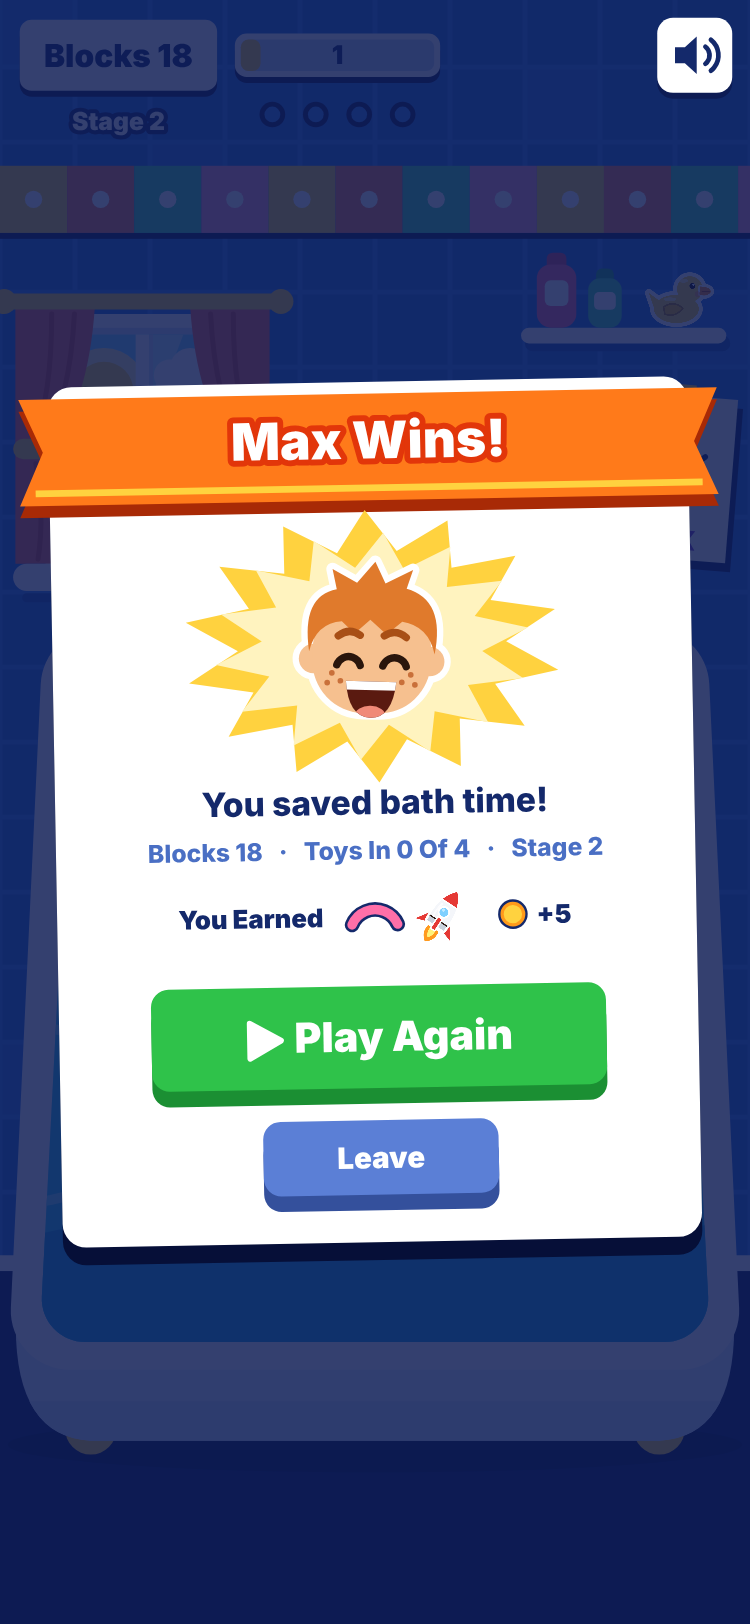 Blocks 18
1
Stage 2
Max Wins!
You saved bath time!
Blocks 18 · Toys In 0 Of 4 · Stage 2
You Earned +5
Play Again
Leave